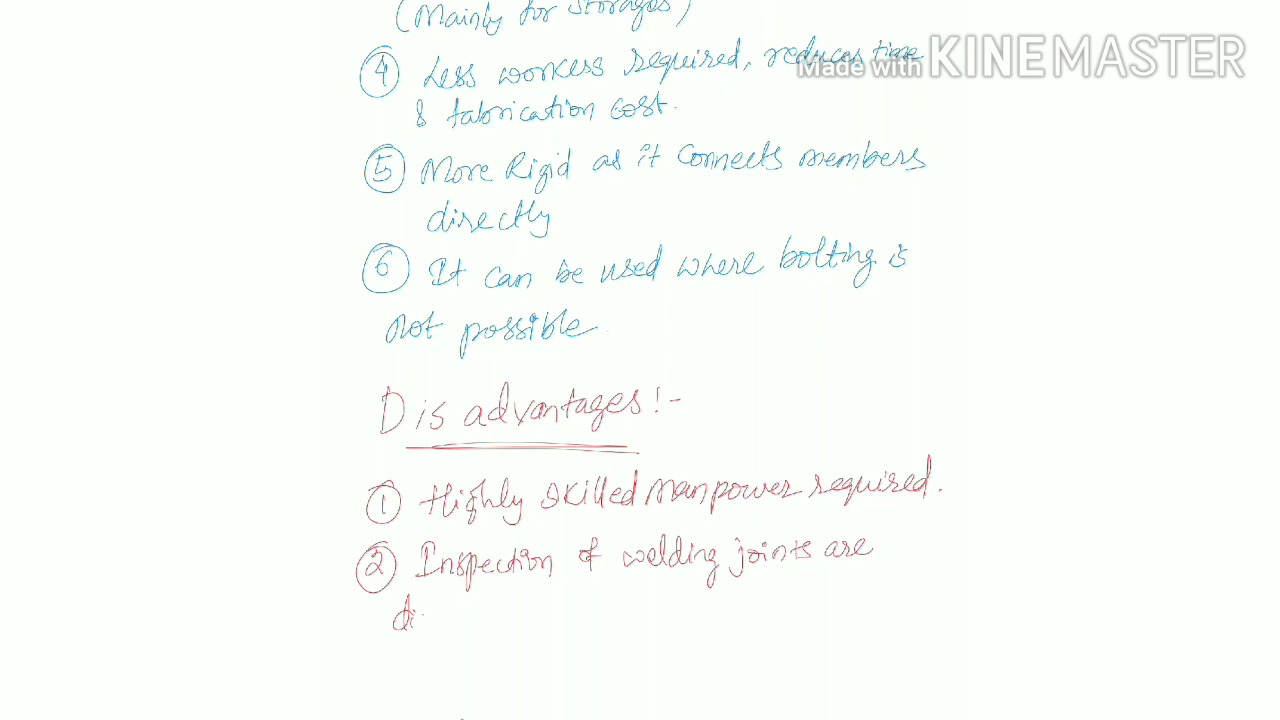 (Mainly for Storages)
④ Less workers required, reduces time
& fabrication cost.
Made with KINEMASTER
⑤ More Rigid as it connects members
directly
⑥ It can be used where bolting is
not possible.
Disadvantages:-
① Highly skilled manpower required.
② Inspection of welding joints are
di